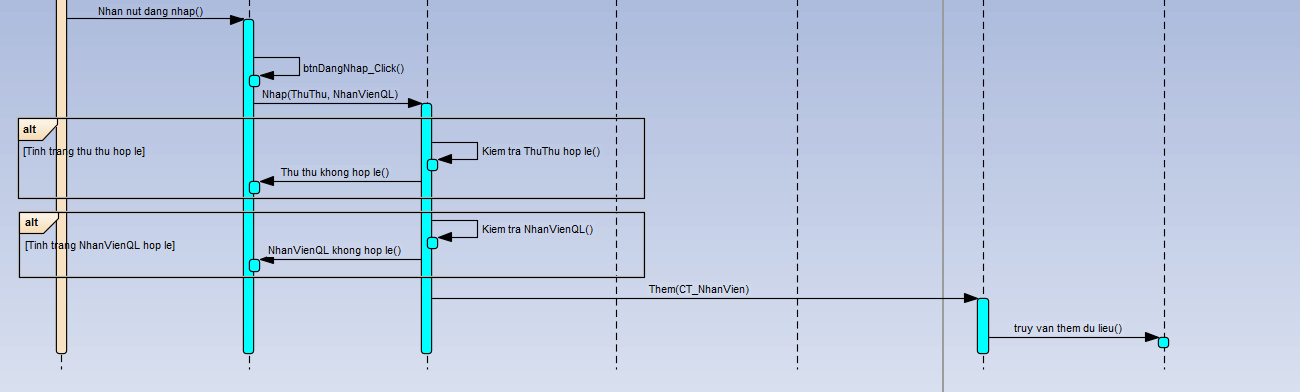 Nhan nut dang nhap()
btnDangNhap_Click()
Nhap(ThuThu, NhanVienQL)
alt
[Tinh trang thu thu hop le]
Kiem tra ThuThu hop le()
Thu thu khong hop le()
alt
[Tinh trang NhanVienQL hop le]
Kiem tra NhanVienQL()
NhanVienQL khong hop le()
Them(CT_NhanVien)
truy van them du lieu()